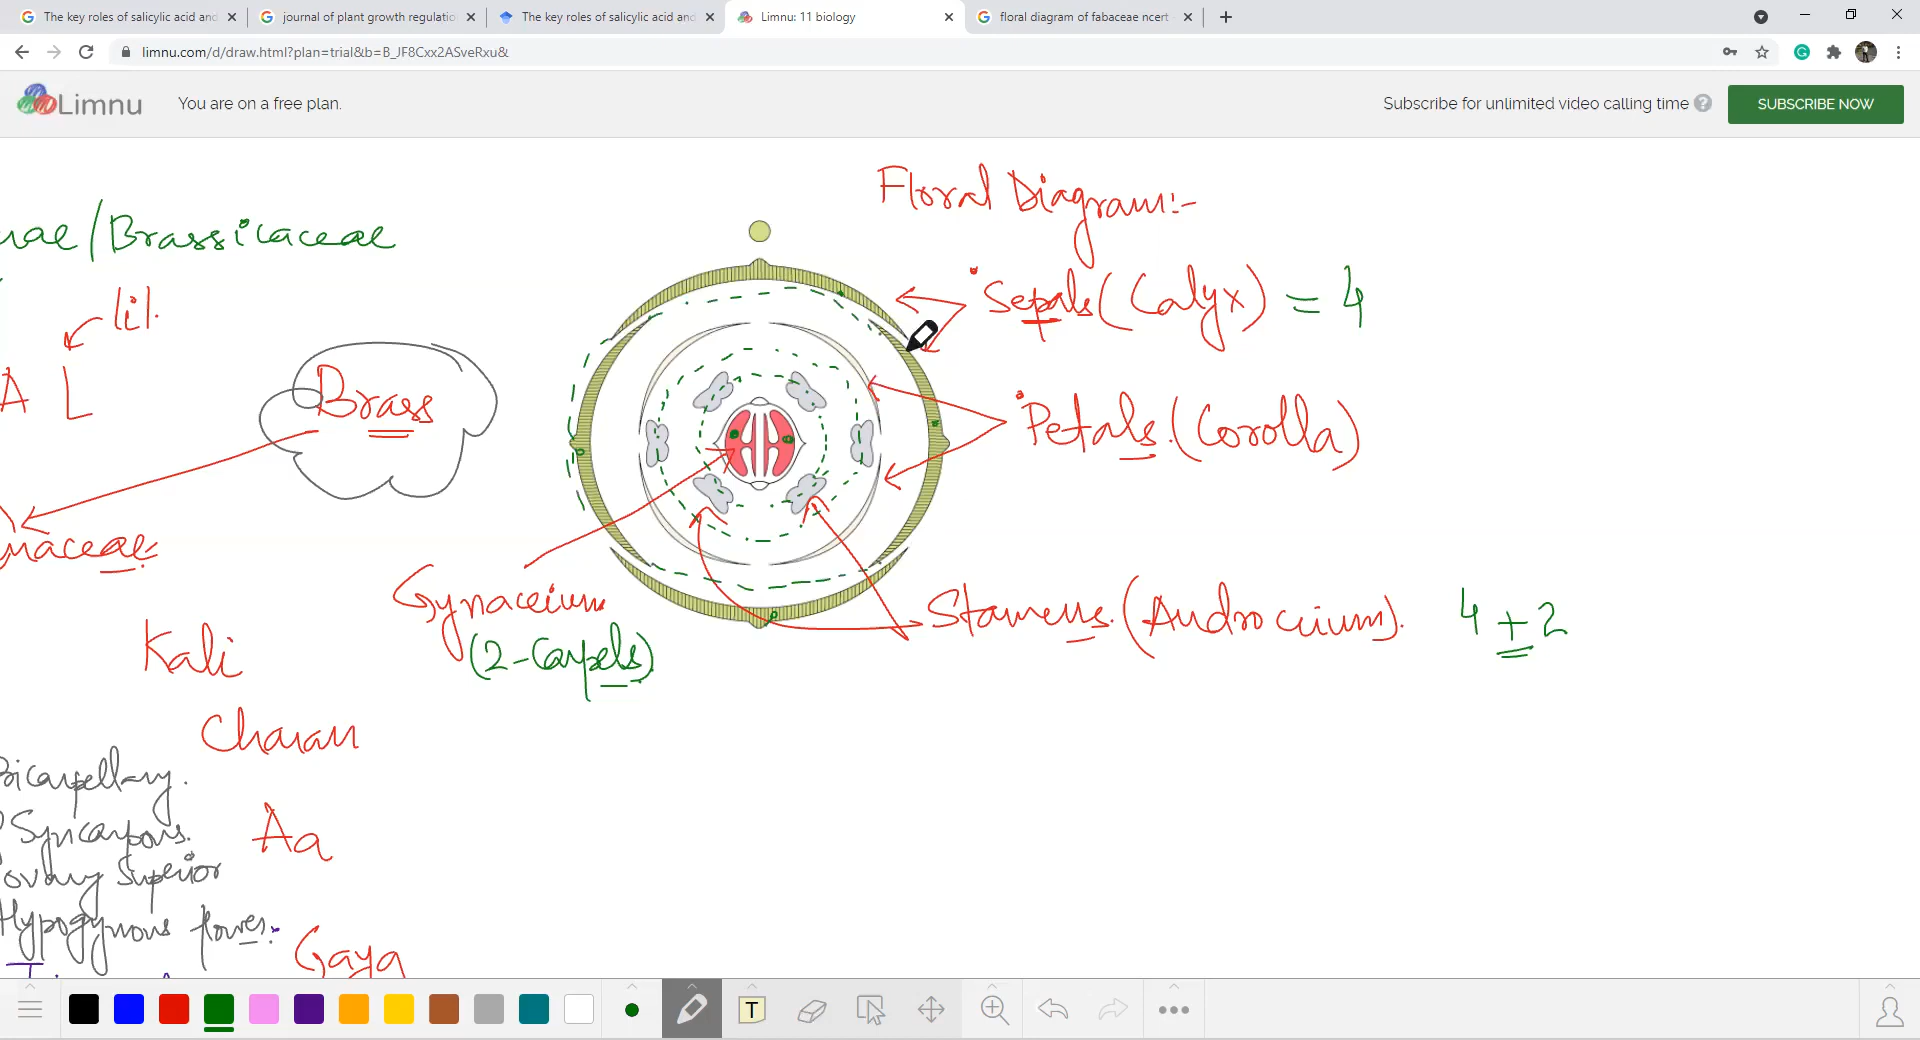 The key roles of salicylic acid and
journal of plant growth regulatio
The key roles of salicylic acid and
Limnu: 11 biology
floral diagram of fabaceae ncert
limnu.com/d/draw.html?plan=trial&b=B_JF8Cxx2ASveRxu&
Limnu
You are on a free plan.
Subscribe for unlimited video calling time
SUBSCRIBE NOW
Floral Diagram:-
/Brassicaceae
Sepals (Calyx) = 4
A L
Brass
Petals (Corolla)
Gynaceium
(2-Carpels)
Stamens (Androcium). 4+2
Kali
Charan
Bicarpellary.
Syncarpous.
Aa
ovary superior
Hypogynous flowes:
Gaya
T